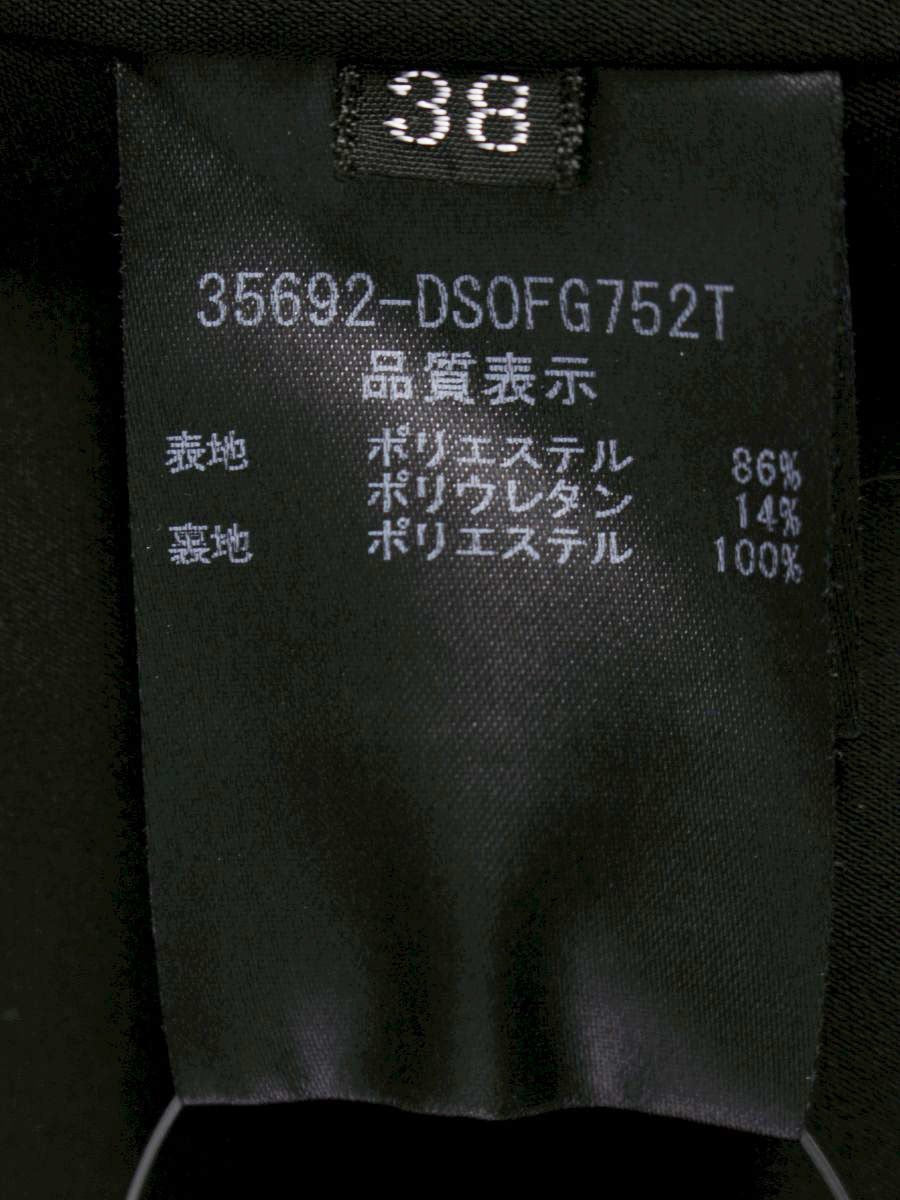 38
35692-DSOFG752T
品質表示
表地 ポリエステル 86%
ポリウレタン 14%
裏地 ポリエステル 100%